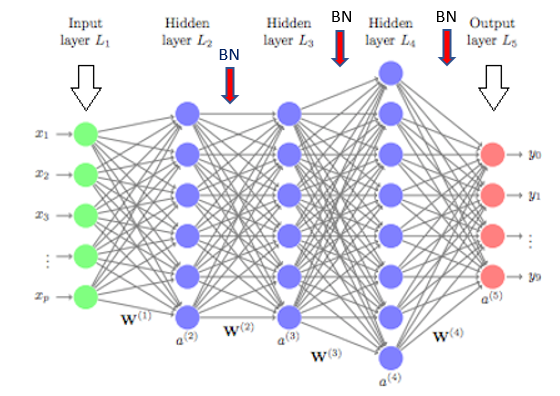 Input
layer L₁
Hidden
layer L₂
BN
Hidden
layer L₃
BN
Hidden
layer L₄
BN
Output
layer L₅
x₁
x₂
x₃
⋮
xₚ
y₀
y₁
⋮
y₉
W⁽¹⁾
a⁽²⁾
W⁽²⁾
a⁽³⁾
W⁽³⁾
a⁽⁴⁾
W⁽⁴⁾
a⁽⁵⁾